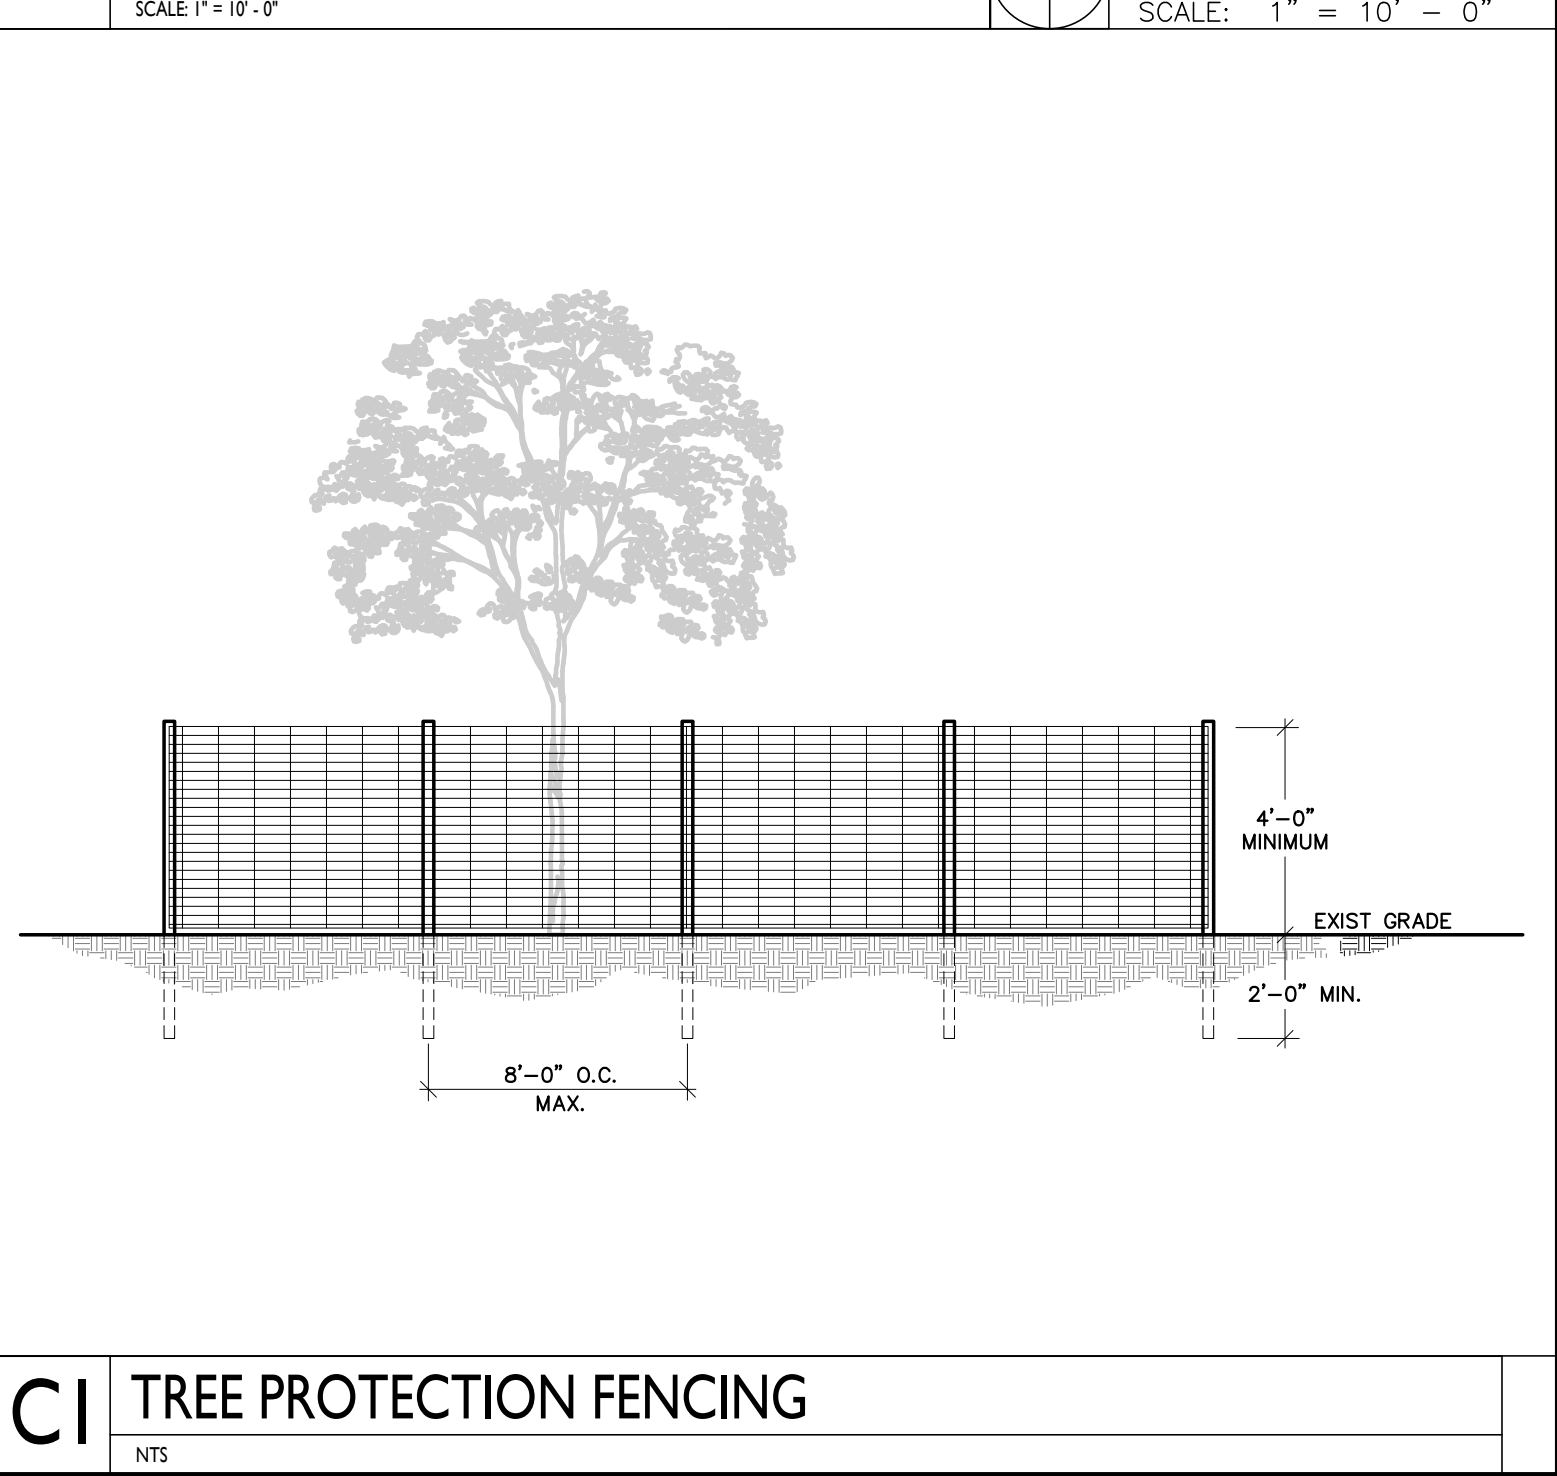 SCALE: 1" = 10' - 0"
SCALE: 1" = 10' - 0"
4'-0"
MINIMUM
EXIST GRADE
2'-0" MIN.
8'-0" O.C.
MAX.
C1
TREE PROTECTION FENCING
NTS